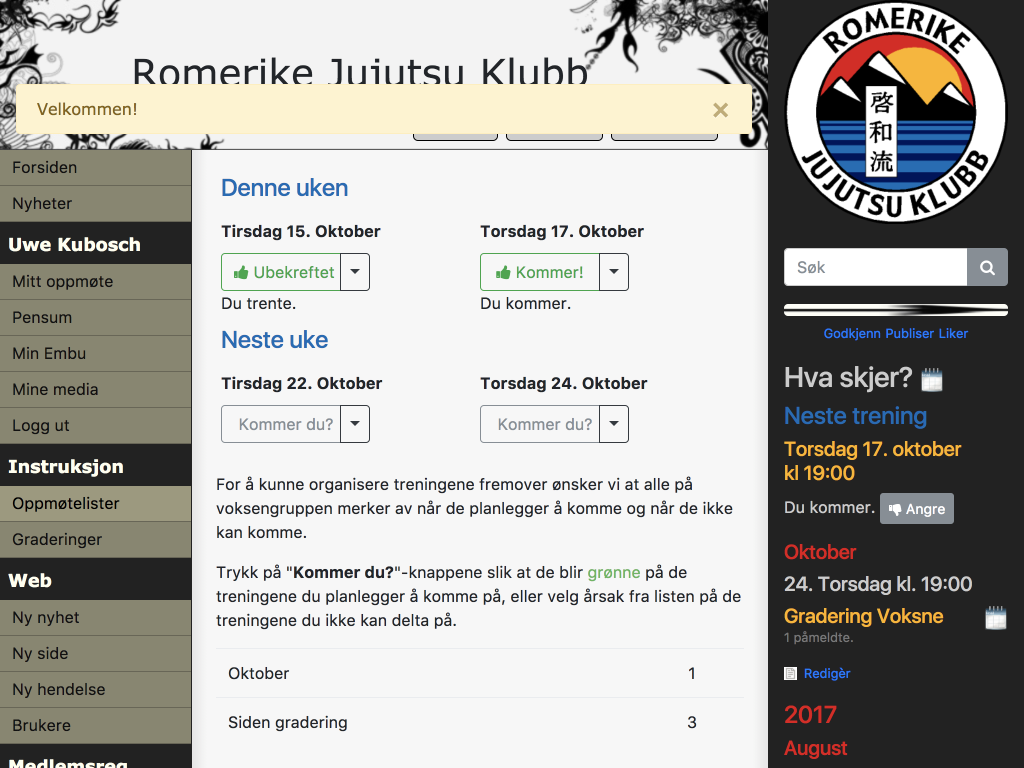 Romerike Jujutsu Klubb
Velkommen!
×
Forsiden
Nyheter
Uwe Kubosch
Mitt oppmøte
Pensum
Min Embu
Mine media
Logg ut
Instruksjon
Oppmøtelister
Graderinger
Web
Ny nyhet
Ny side
Ny hendelse
Brukere
Medlemsreg
Denne uken
Tirsdag 15. Oktober
Torsdag 17. Oktober
Ubekreftet
Kommer!
Du trente.
Du kommer.
Neste uke
Tirsdag 22. Oktober
Torsdag 24. Oktober
Kommer du?
Kommer du?
For å kunne organisere treningene fremover ønsker vi at alle på
voksengruppen merker av når de planlegger å komme og når de ikke
kan komme.
Trykk på "Kommer du?"-knappene slik at de blir grønne på de
treningene du planlegger å komme på, eller velg årsak fra listen på de
treningene du ikke kan delta på.
Oktober 1
Siden gradering 3
ROMERIKE
啓和流
JUJUTSU KLUBB
Søk
Godkjenn Publiser Liker
Hva skjer?
Neste trening
Torsdag 17. oktober
kl 19:00
Du kommer. Angre
Oktober
24. Torsdag kl. 19:00
Gradering Voksne
1 påmeldte.
Redigèr
2017
August